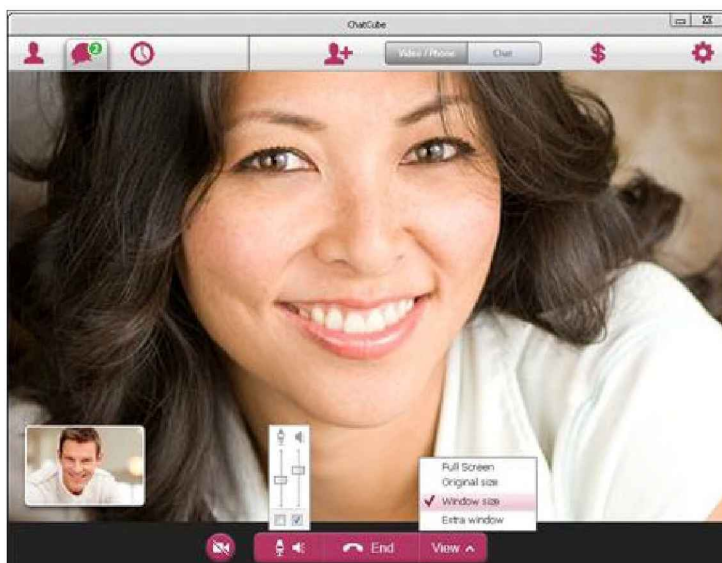 ChatCube
2
Video / Phone
Chat
$
Full Screen
Original size
Window size
Extra window
End
View